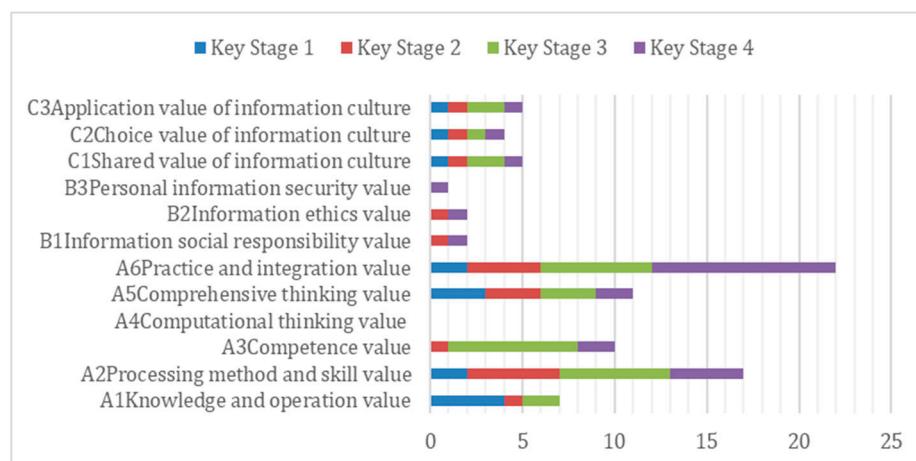 Key Stage 1 Key Stage 2 Key Stage 3 Key Stage 4
C3Application value of information culture
C2Choice value of information culture
C1Shared value of information culture
B3Personal information security value
B2Information ethics value
B1Information social responsibility value
A6Practice and integration value
A5Comprehensive thinking value
A4Computational thinking value
A3Competence value
A2Processing method and skill value
A1Knowledge and operation value
0 5 10 15 20 25